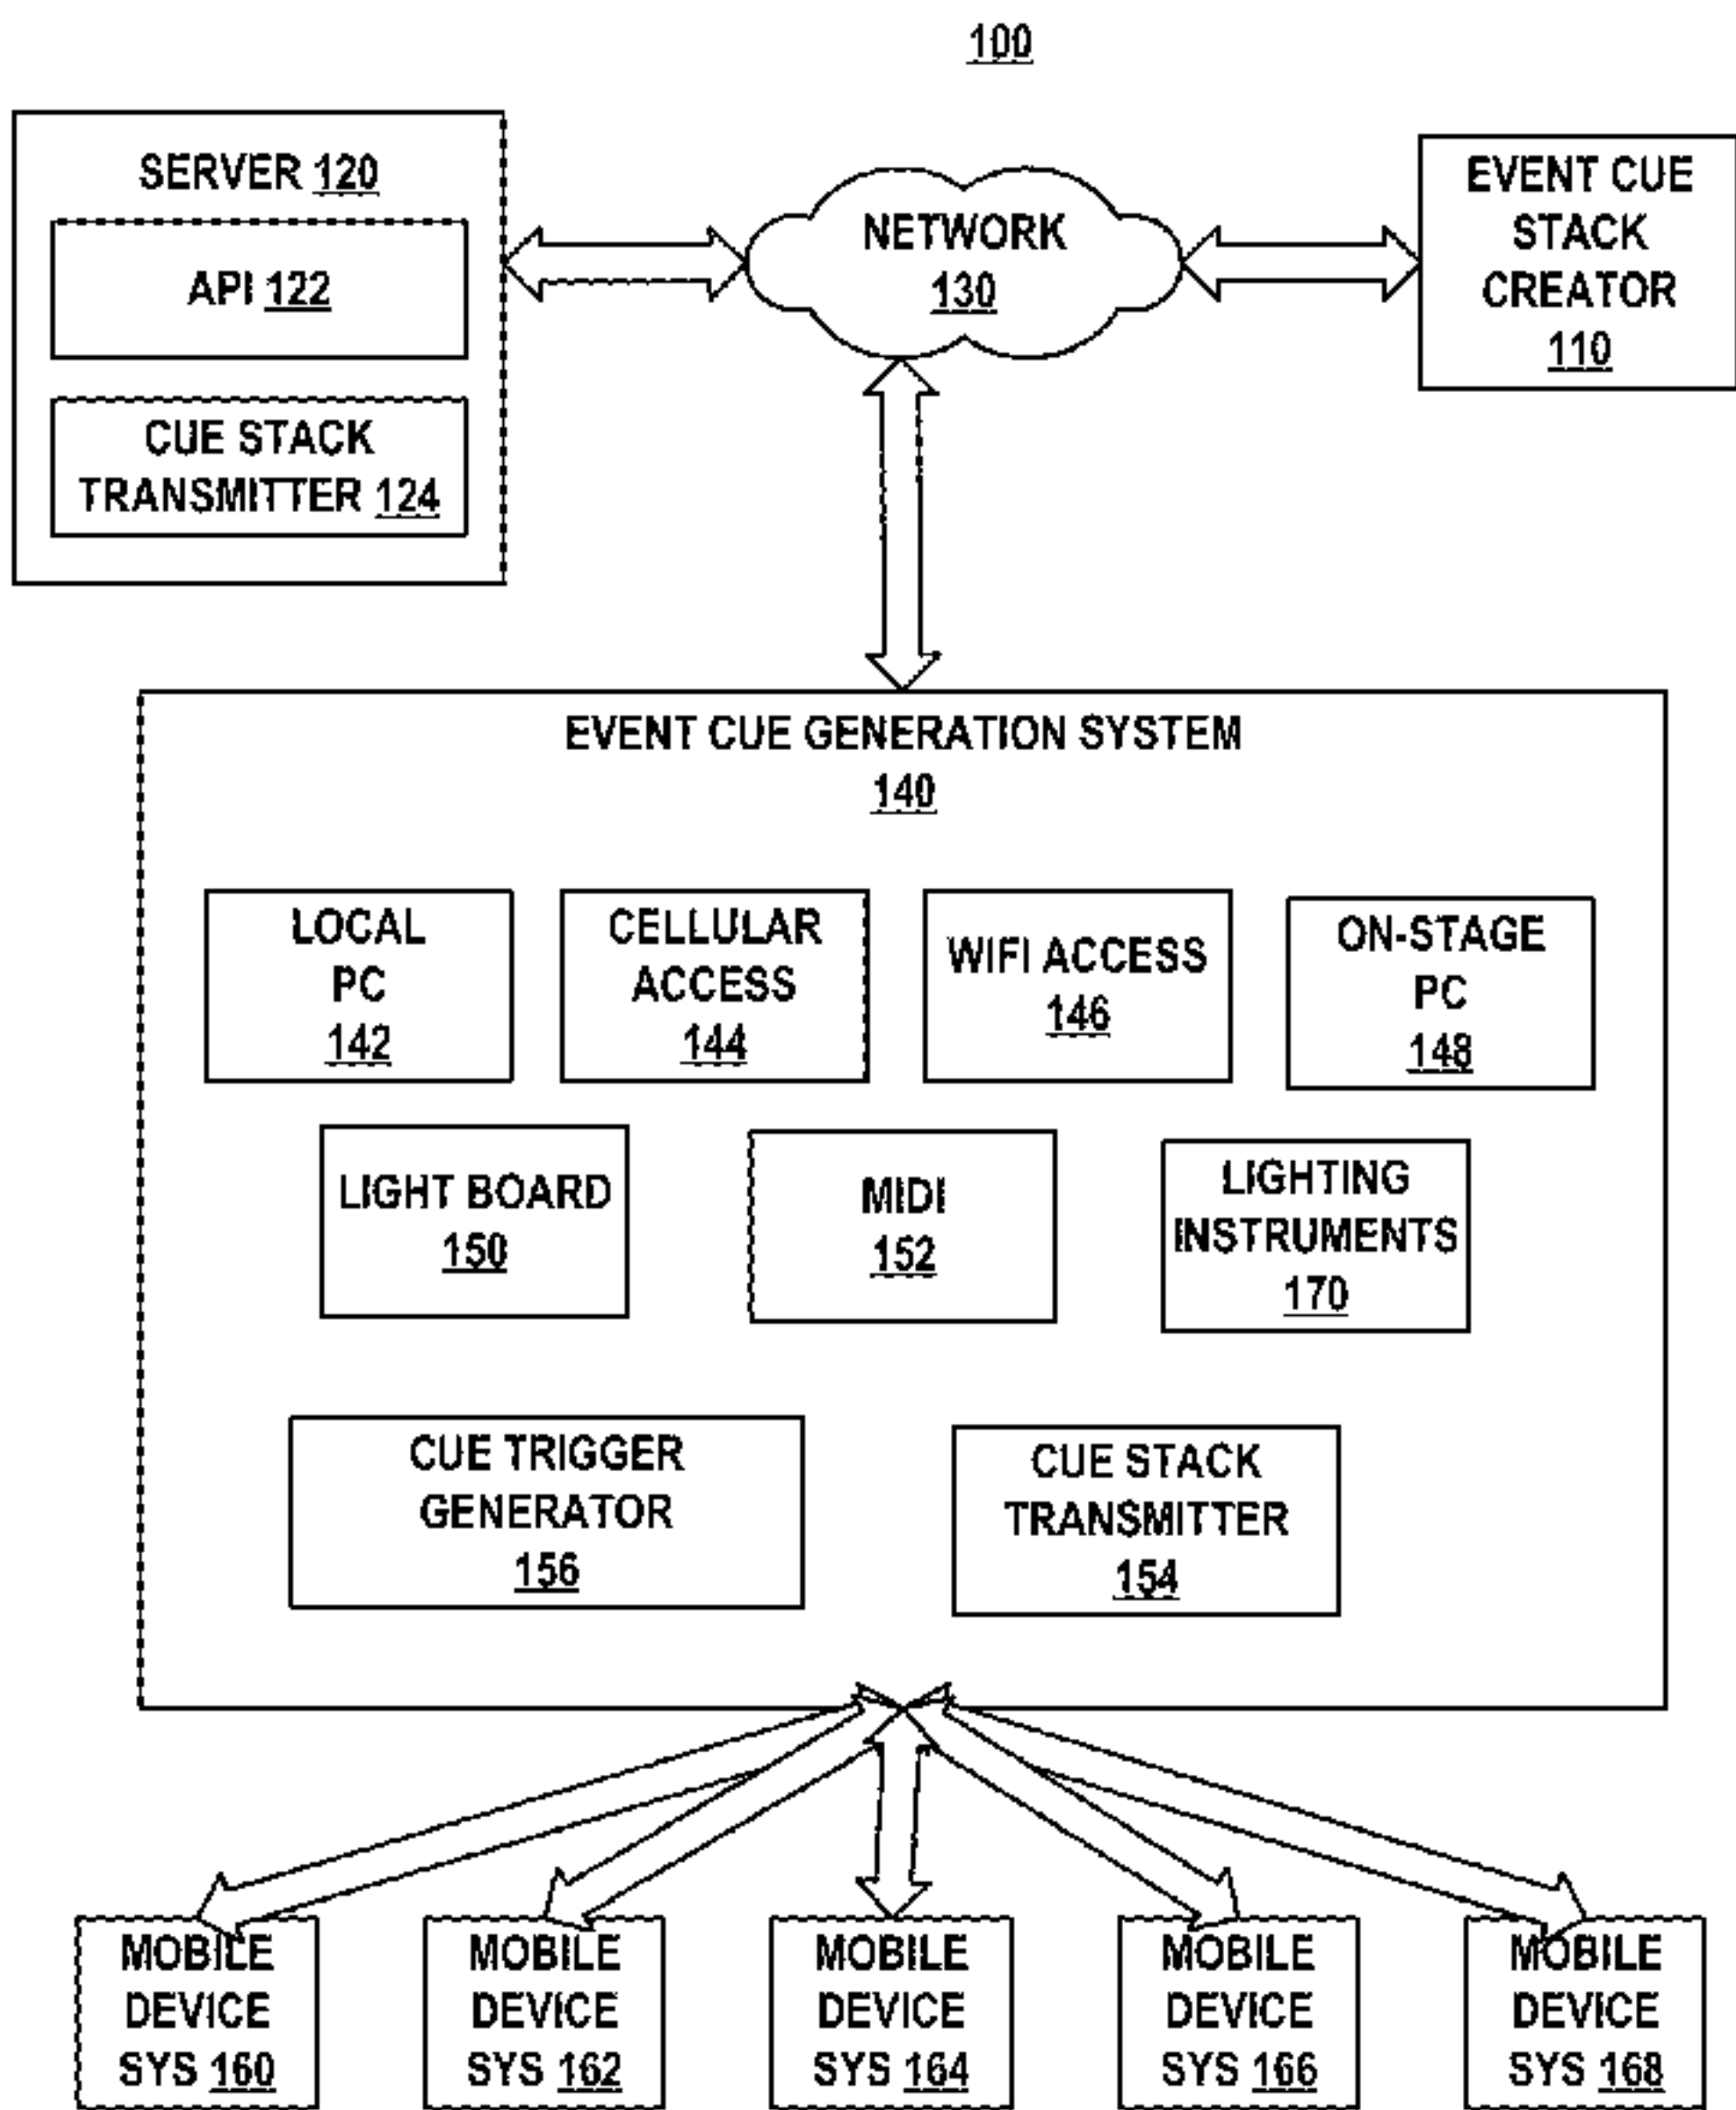 100
SERVER 120
API 122
CUE STACK
TRANSMITTER 124
NETWORK
130
EVENT CUE
STACK
CREATOR
110
EVENT CUE GENERATION SYSTEM
140
LOCAL
PC
142
CELLULAR
ACCESS
144
WIFI ACCESS
146
ON-STAGE
PC
148
LIGHT BOARD
150
MIDI
152
LIGHTING
INSTRUMENTS
170
CUE TRIGGER
GENERATOR
156
CUE STACK
TRANSMITTER
154
MOBILE
DEVICE
SYS 160
MOBILE
DEVICE
SYS 162
MOBILE
DEVICE
SYS 164
MOBILE
DEVICE
SYS 166
MOBILE
DEVICE
SYS 168